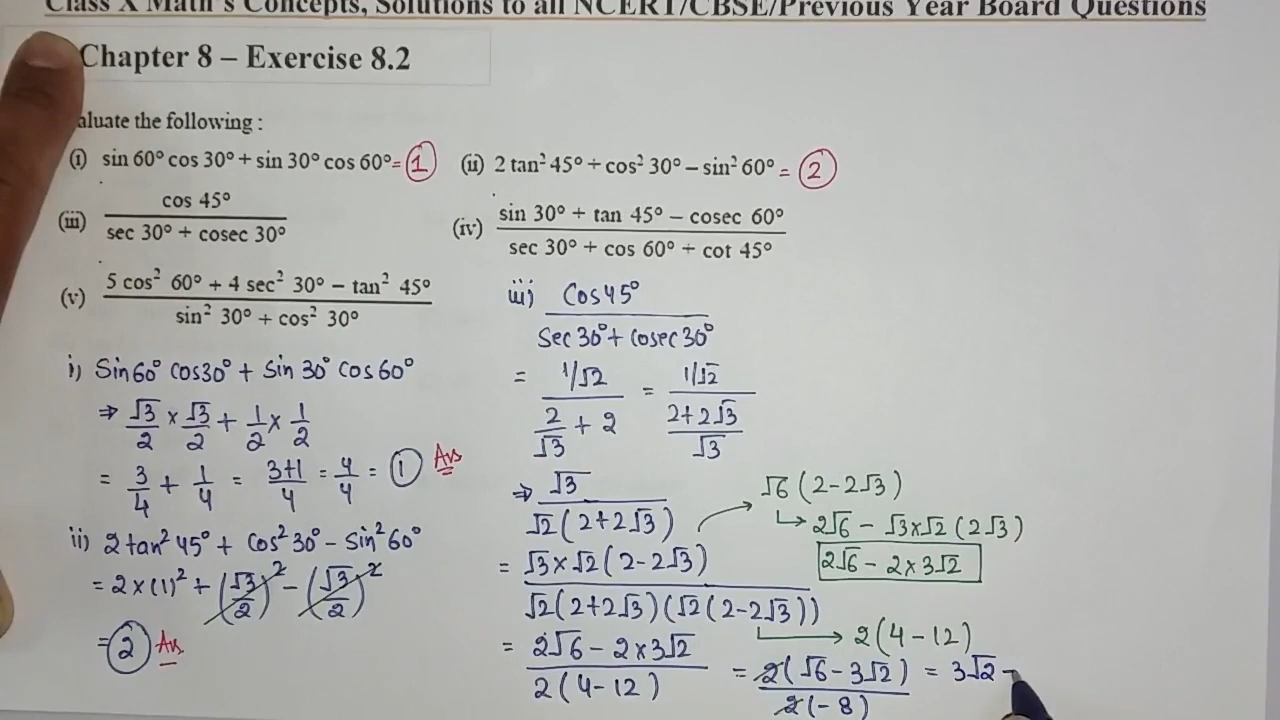 Class X Math's Concepts, Solutions to all NCERT/CBSE/Previous Year Board Questions
Chapter 8 – Exercise 8.2
aluate the following :
(i) sin 60° cos 30° + sin 30° cos 60° = 1
(ii) 2 tan² 45° + cos² 30° – sin² 60° = 2
(iii) cos 45° / (sec 30° + cosec 30°)
(iv) (sin 30° + tan 45° – cosec 60°) / (sec 30° + cos 60° + cot 45°)
(v) (5 cos² 60° + 4 sec² 30° – tan² 45°) / (sin² 30° + cos² 30°)
i) Sin60° cos30° + Sin 30° cos 60°
⇒ √3/2 × √3/2 + 1/2 × 1/2
= 3/4 + 1/4 = (3+1)/4 = 4/4 = 1 Ans
ii) 2tan² 45° + Cos² 30° – Sin² 60°
= 2×(1)² + (√3/2)² – (√3/2)²
= 2 Ans
iii) Cos45° / (Sec30° + Cosec30°)
= (1/√2) / (2/√3 + 2) = (1/√2) / ((2+2√3)/√3)
⇒ √3 / (√2(2+2√3))
= √3×√2(2-2√3) / (√2(2+2√3)(√2(2-2√3)))
= (2√6 – 2×3√2) / (2(4-12))
= 2(√6-3√2) / (2(-8)) = 3√2 -
√6(2-2√3)
↳ 2√6 – √3×√2(2√3)
2√6 – 2×3√2
→ 2(4-12)